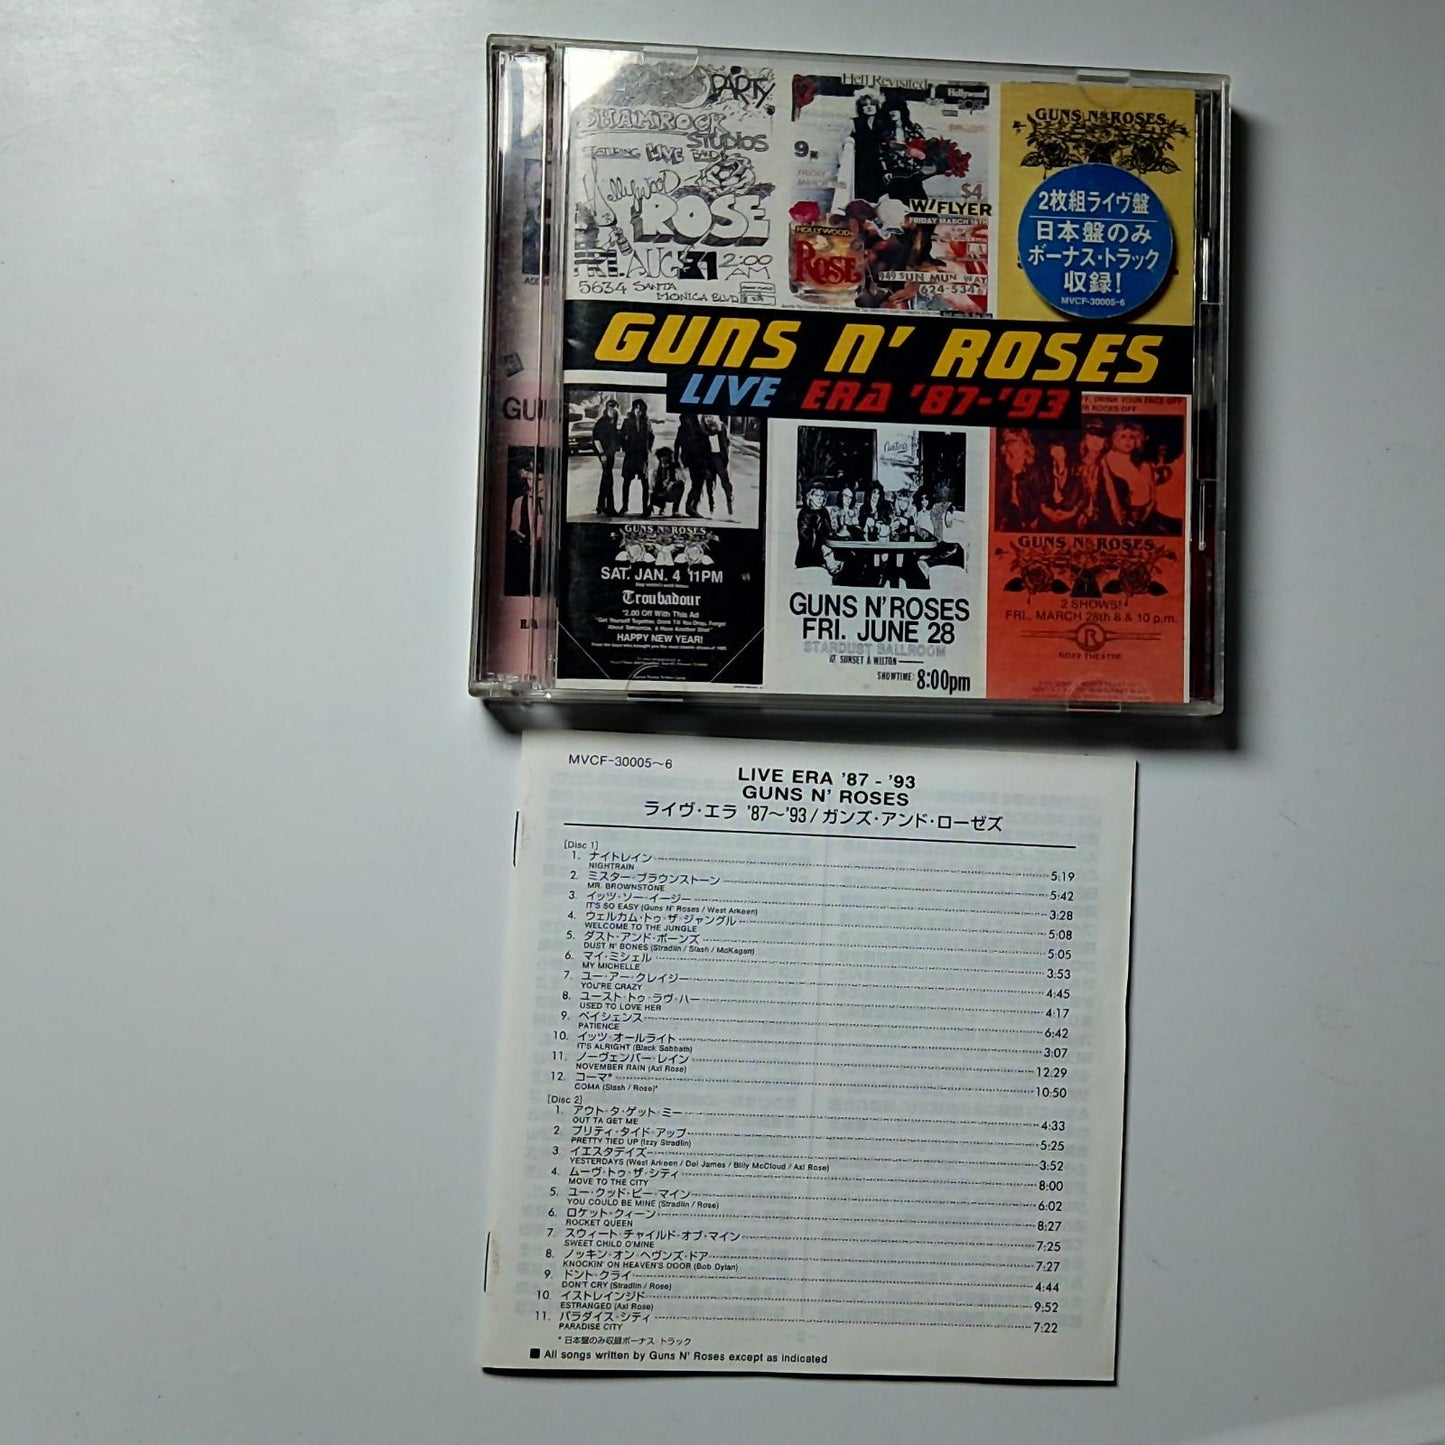 PARTY
SHAMROCK
STUDIOS
FEATURING LIVE BAND
Hollywood
ROSE
FRI. AUG 31 2:00 AM
5634 SANTA
MONICA BLVD
Hell Revisited
Hollywood
FRIDAY
$4
W/FLYER
FRIDAY MARCH 16TH
HOLLYWOOD
ROSE
SUN MUN WAY
GUNS N' ROSES
2枚組ライヴ盤
日本盤のみ
ボーナス・トラック
収録!
MVCF-30005-6
GUNS N' ROSES
LIVE ERA '87-'93
GUNS N' ROSES
SAT. JAN. 4 11PM
Troubadour
HAPPY NEW YEAR!
Canter's
GUNS N' ROSES
FRI. JUNE 28
STARDUST BALLROOM
AT SUNSET & WILTON
SHOWTIME: 8:00pm
GUNS N' ROSES
2 SHOWS!
FRI., MARCH 28th 8 & 10 p.m.
ROXY THEATRE
MVCF-30005〜6
LIVE ERA '87 - '93
GUNS N' ROSES
ライヴ・エラ '87〜'93 / ガンズ・アンド・ローゼズ
[Disc 1]
1. ナイトレイン 5:19
NIGHTRAIN
2. ミスター・ブラウンストーン 5:42
MR. BROWNSTONE
3. イッツ・ソー・イージー 3:28
IT'S SO EASY (Guns N' Roses / West Arkeen)
4. ウェルカム・トゥ・ザ・ジャングル 5:08
WELCOME TO THE JUNGLE
5. ダスト・アンド・ボーンズ 5:05
DUST N' BONES (Stradlin / Slash / McKagan)
6. マイ・ミシェル 3:53
MY MICHELLE
7. ユー・アー・クレイジー 4:45
YOU'RE CRAZY
8. ユースト・トゥ・ラヴ・ハー 4:17
USED TO LOVE HER
9. ペイシェンス 6:42
PATIENCE
10. イッツ・オールライト 3:07
IT'S ALRIGHT (Black Sabbath)
11. ノーヴェンバー・レイン 12:29
NOVEMBER RAIN (Axl Rose)
12. コーマ* 10:50
COMA (Slash / Rose)*
[Disc 2]
1. アウト・タ・ゲット・ミー 4:33
OUT TA GET ME
2. プリティ・タイド・アップ 5:25
PRETTY TIED UP (Izzy Stradlin)
3. イエスタデイズ 3:52
YESTERDAYS (West Arkeen / Del James / Billy McCloud / Axl Rose)
4. ムーヴ・トゥ・ザ・シティ 8:00
MOVE TO THE CITY
5. ユー・クッド・ビー・マイン 6:02
YOU COULD BE MINE (Stradlin / Rose)
6. ロケット・クィーン 8:27
ROCKET QUEEN
7. スウィート・チャイルド・オブ・マイン 7:25
SWEET CHILD O'MINE
8. ノッキン・オン・ヘヴンズ・ドア 7:27
KNOCKIN' ON HEAVEN'S DOOR (Bob Dylan)
9. ドント・クライ 4:44
DON'T CRY (Stradlin / Rose)
10. イストレインジド 9:52
ESTRANGED (Axl Rose)
11. パラダイス・シティ 7:22
PARADISE CITY
* 日本盤のみ収録ボーナス・トラック
■ All songs written by Guns N' Roses except as indicated